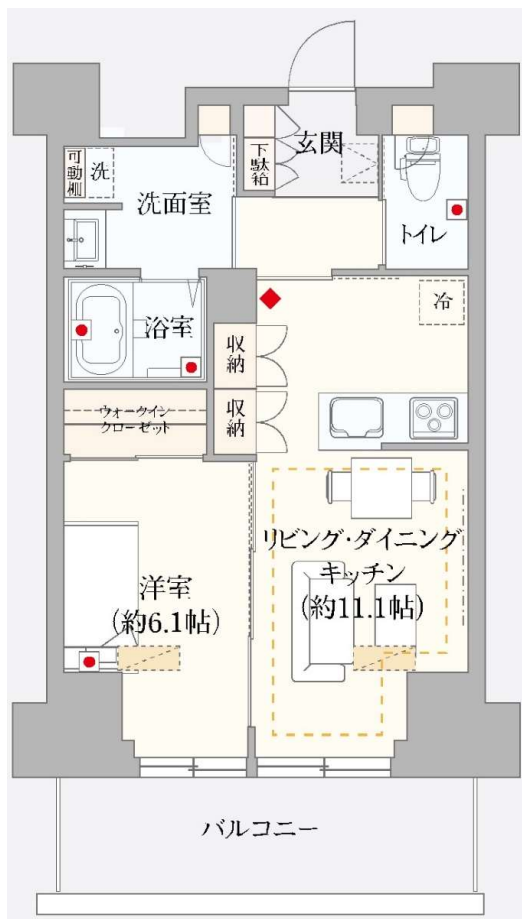 玄関
下駄箱
可動棚
洗
洗面室
トイレ
浴室
冷
収納
収納
ウォークイン
クローゼット
リビング・ダイニング
キッチン
(約11.1帖)
洋室
(約6.1帖)
バルコニー